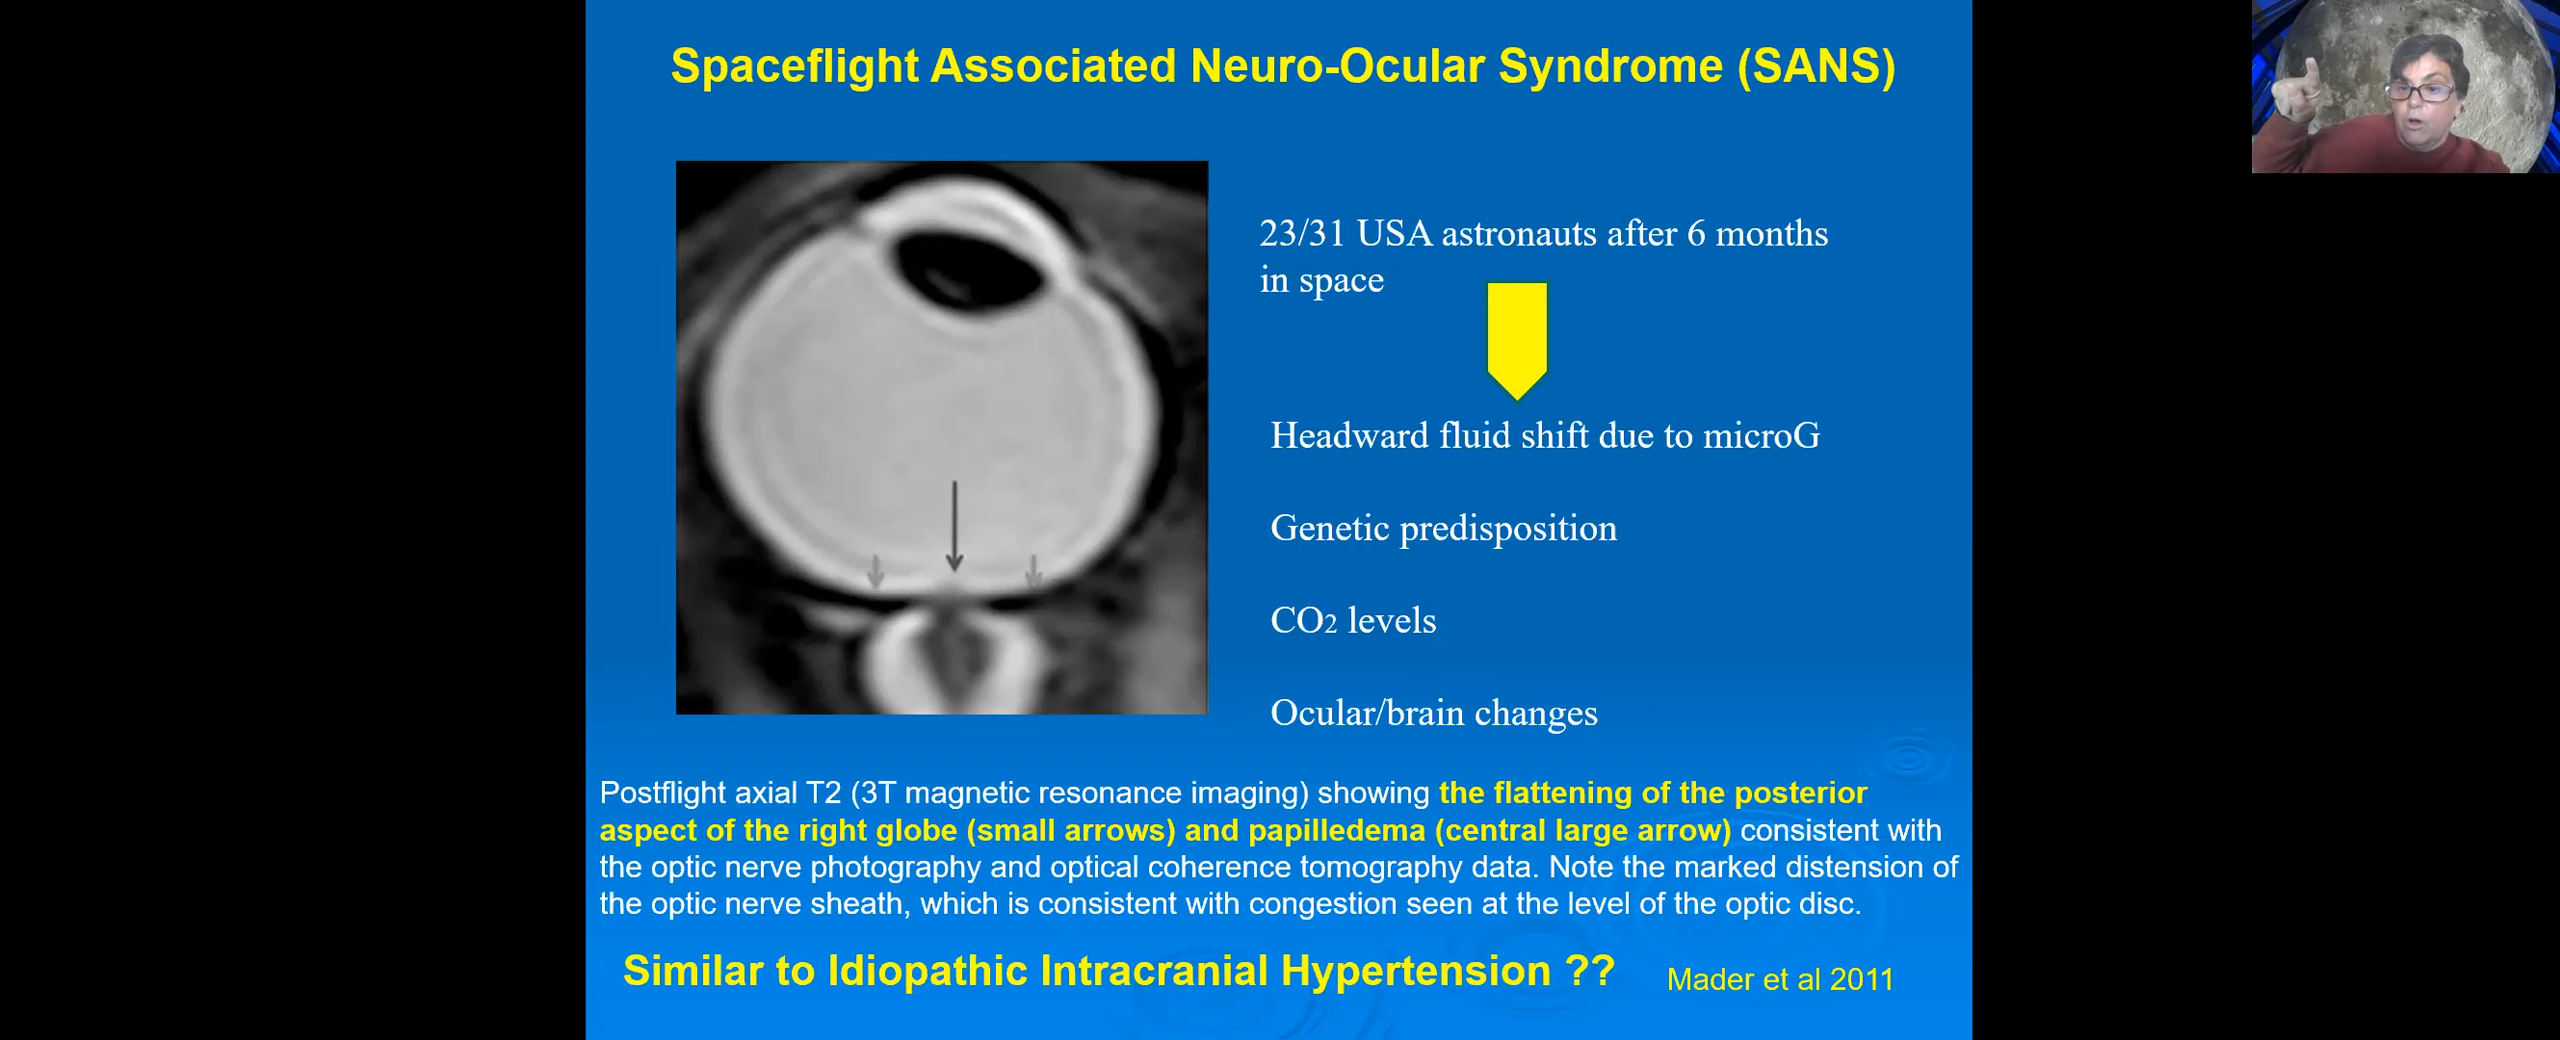 Spaceflight Associated Neuro-Ocular Syndrome (SANS)
23/31 USA astronauts after 6 months
in space
Headward fluid shift due to microG
Genetic predisposition
CO2 levels
Ocular/brain changes
Postflight axial T2 (3T magnetic resonance imaging) showing the flattening of the posterior
aspect of the right globe (small arrows) and papilledema (central large arrow) consistent with
the optic nerve photography and optical coherence tomography data. Note the marked distension of
the optic nerve sheath, which is consistent with congestion seen at the level of the optic disc.
Similar to Idiopathic Intracranial Hypertension ??
Mader et al 2011